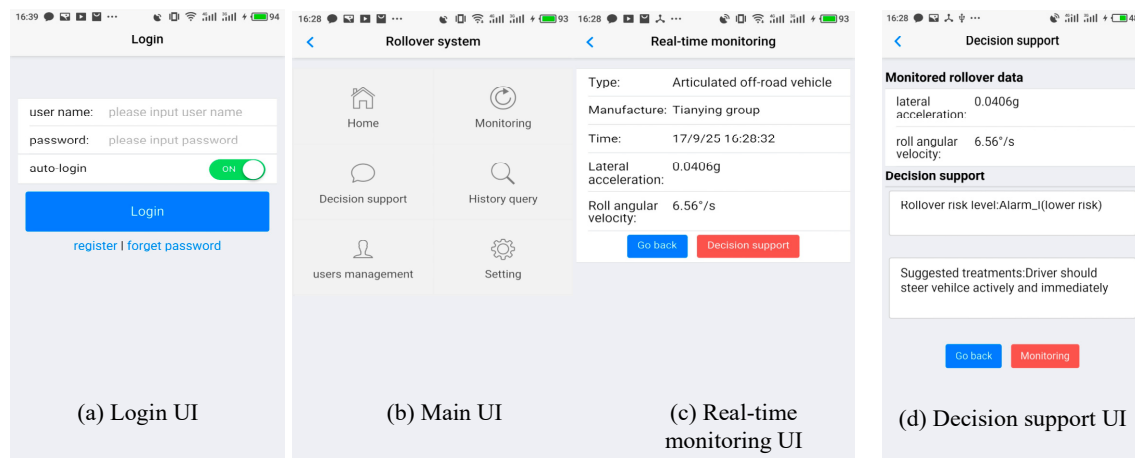 16:39 ··· 94
Login
user name: please input user name
password: please input password
auto-login ON
Login
register | forget password
(a) Login UI
16:28 ··· 93
Rollover system
Home Monitoring
Decision support History query
users management Setting
(b) Main UI
16:28 ··· 93
Real-time monitoring
Type: Articulated off-road vehicle
Manufacture: Tianying group
Time: 17/9/25 16:28:32
Lateral 0.0406g
acceleration:
Roll angular 6.56°/s
velocity:
Go back Decision support
(c) Real-time
monitoring UI
16:28 ··· 48
Decision support
Monitored rollover data
lateral 0.0406g
acceleration:
roll angular 6.56°/s
velocity:
Decision support
Rollover risk level:Alarm_I(lower risk)
Suggested treatments:Driver should
steer vehilce actively and immediately
Go back Monitoring
(d) Decision support UI